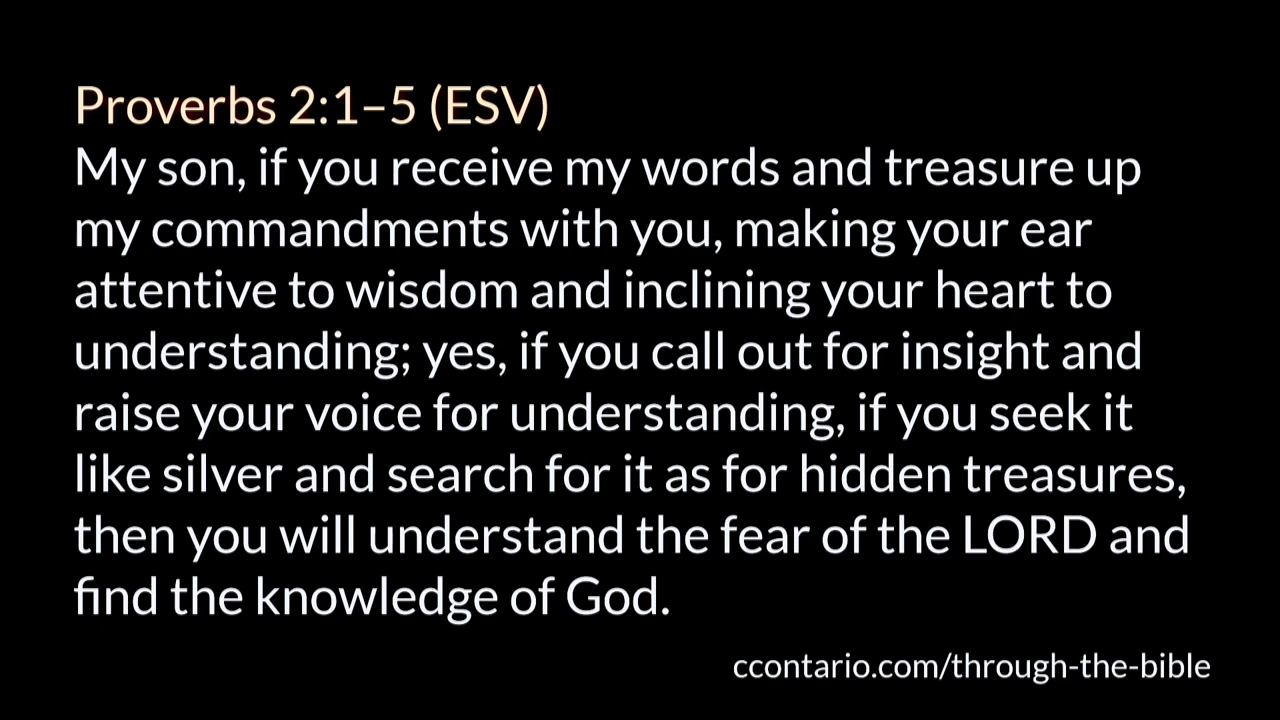 Proverbs 2:1–5 (ESV)
My son, if you receive my words and treasure up
my commandments with you, making your ear
attentive to wisdom and inclining your heart to
understanding; yes, if you call out for insight and
raise your voice for understanding, if you seek it
like silver and search for it as for hidden treasures,
then you will understand the fear of the LORD and
find the knowledge of God.
ccontario.com/through-the-bible